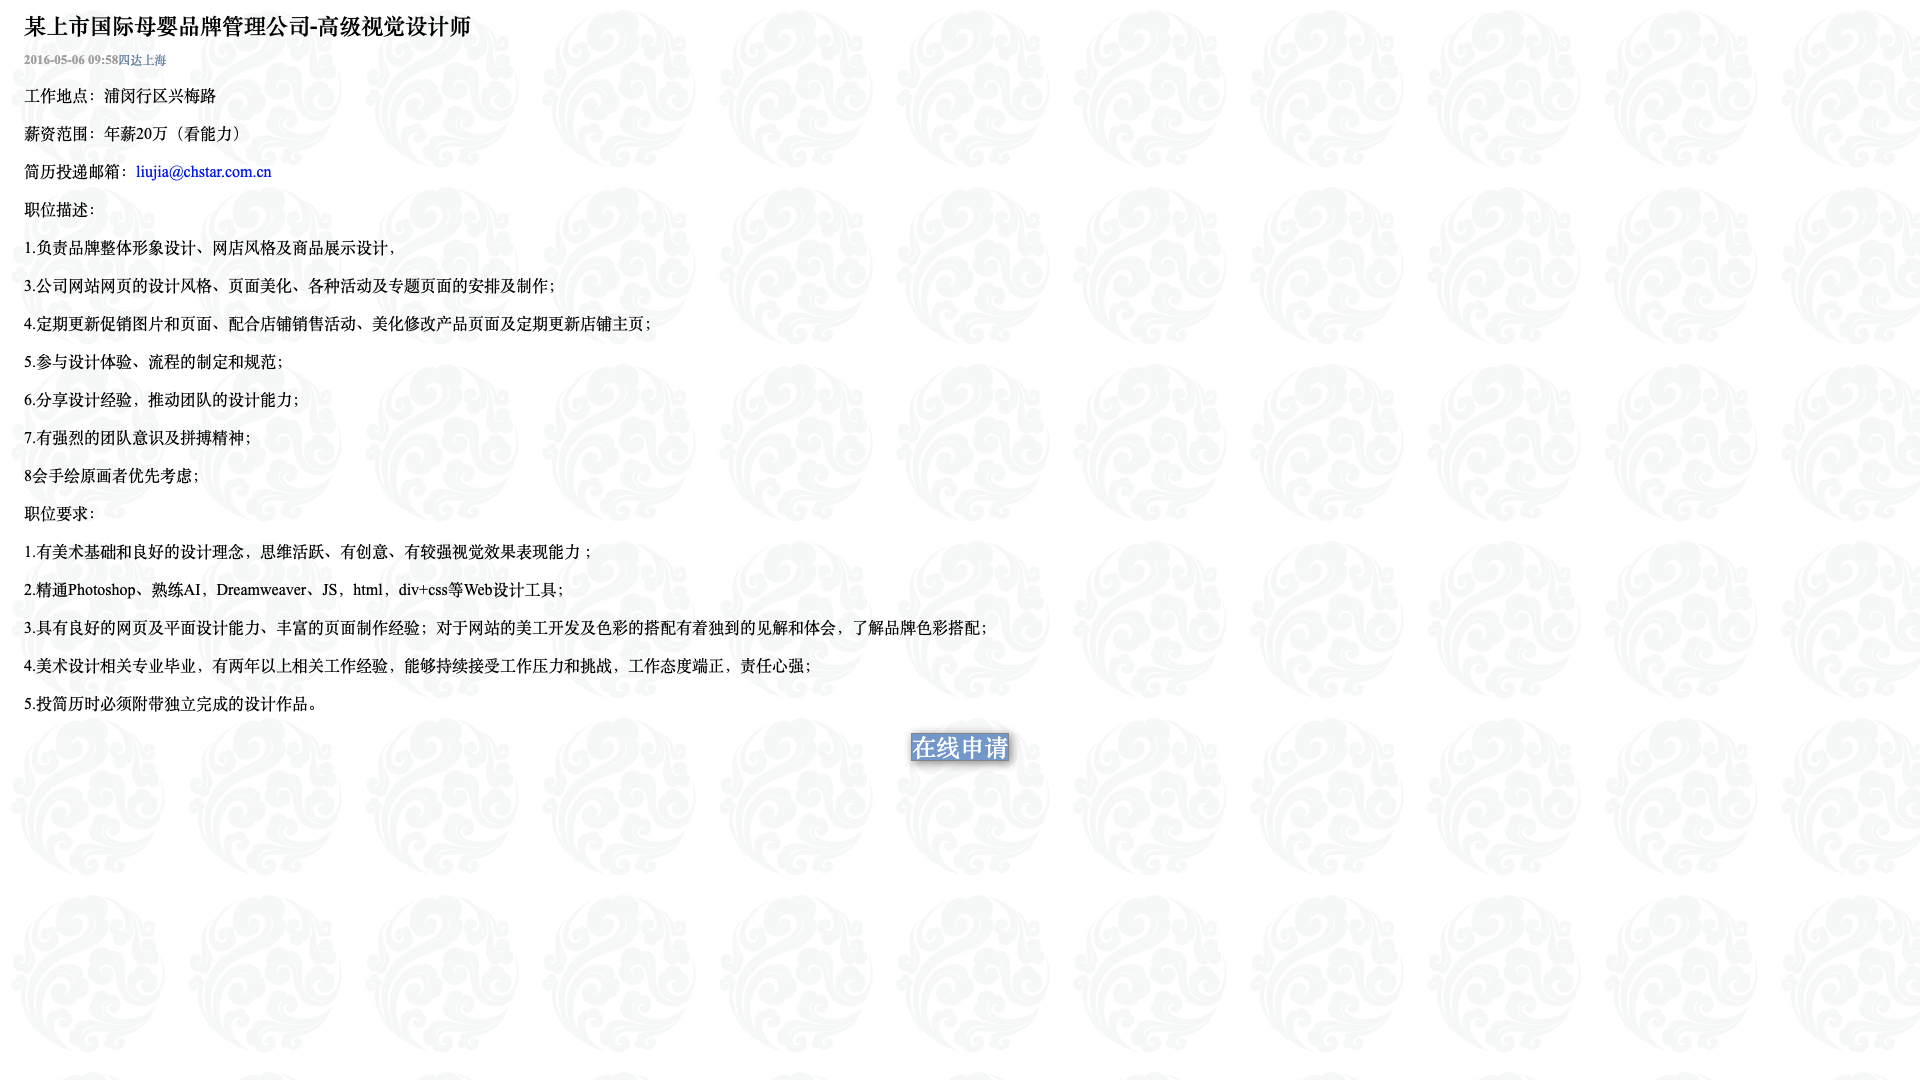 某上市国际母婴品牌管理公司-高级视觉设计师
2016-05-06 09:58四达上海
工作地点：浦闵行区兴梅路
薪资范围：年薪20万（看能力）
简历投递邮箱：liujia@chstar.com.cn
职位描述：
1.负责品牌整体形象设计、网店风格及商品展示设计，
3.公司网站网页的设计风格、页面美化、各种活动及专题页面的安排及制作；
4.定期更新促销图片和页面、配合店铺销售活动、美化修改产品页面及定期更新店铺主页；
5.参与设计体验、流程的制定和规范；
6.分享设计经验，推动团队的设计能力；
7.有强烈的团队意识及拼搏精神；
8会手绘原画者优先考虑；
职位要求：
1.有美术基础和良好的设计理念，思维活跃、有创意、有较强视觉效果表现能力 ；
2.精通Photoshop、熟练AI，Dreamweaver、JS，html，div+css等Web设计工具；
3.具有良好的网页及平面设计能力、丰富的页面制作经验；对于网站的美工开发及色彩的搭配有着独到的见解和体会，了解品牌色彩搭配；
4.美术设计相关专业毕业，有两年以上相关工作经验，能够持续接受工作压力和挑战，工作态度端正，责任心强；
5.投简历时必须附带独立完成的设计作品。
在线申请